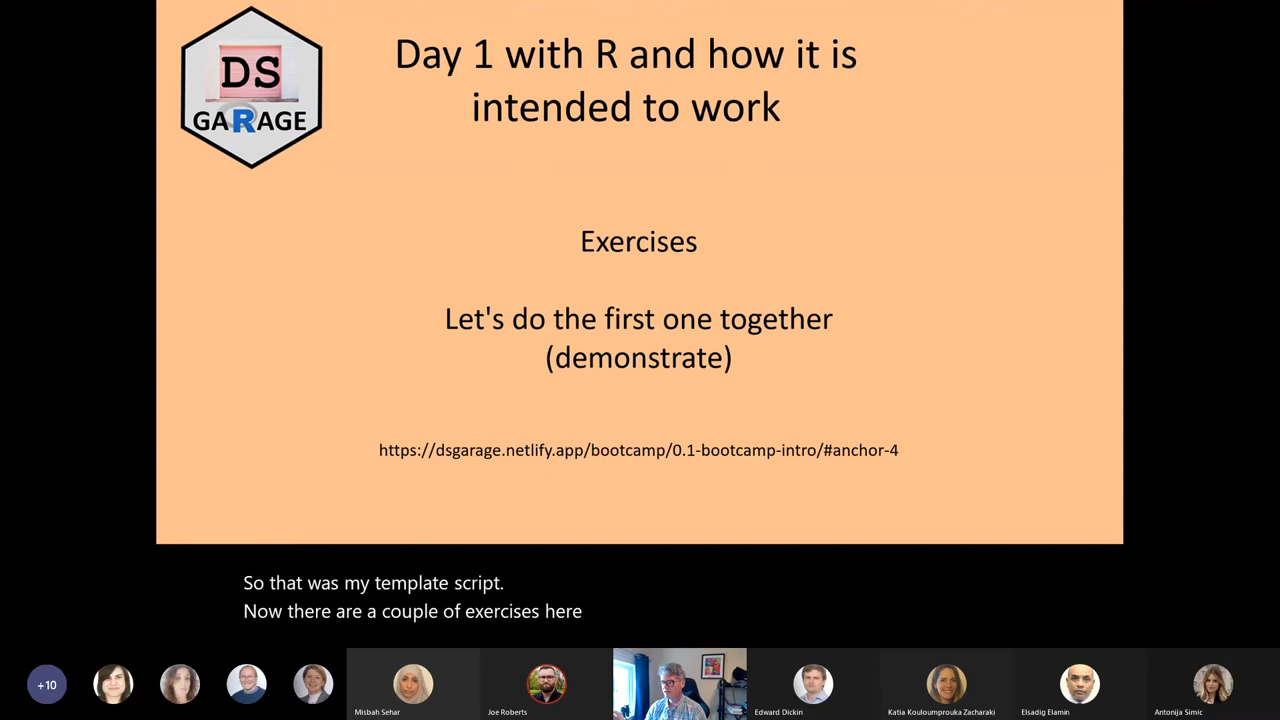 DS
GARAGE
Day 1 with R and how it is
intended to work
Exercises
Let's do the first one together
(demonstrate)
https://dsgarage.netlify.app/bootcamp/0.1-bootcamp-intro/#anchor-4
So that was my template script.
Now there are a couple of exercises here
+10
Misbah Sehar
Joe Roberts
Edward Dickin
Katia Kouloumprouka Zacharaki
Elsadig Elamin
Antonija Simic